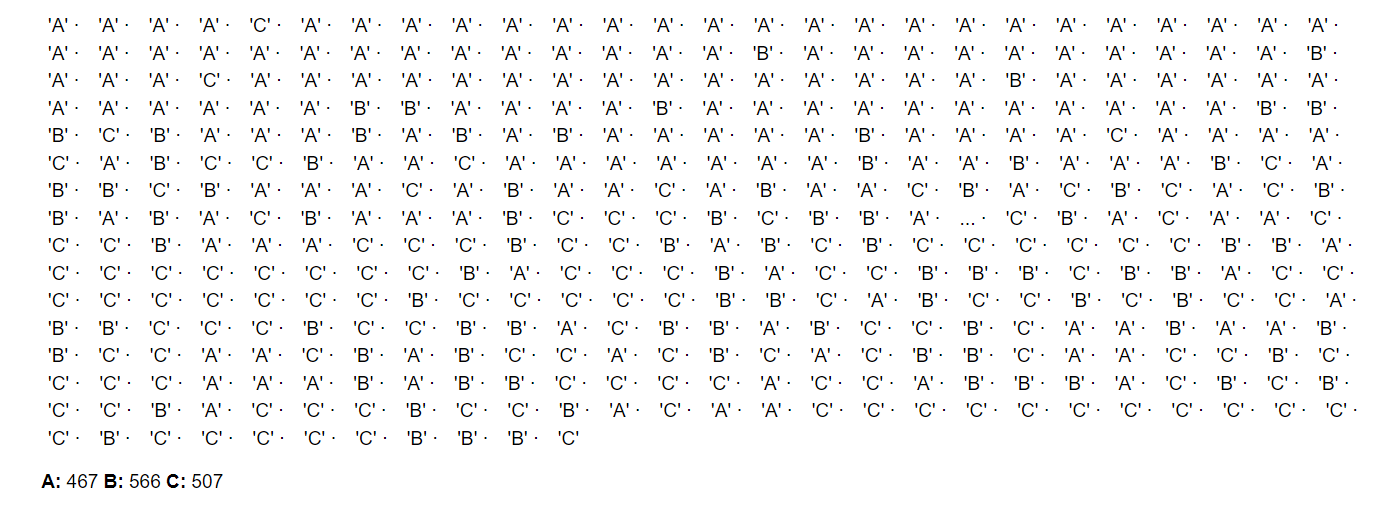 'A' · 'A' · 'A' · 'A' · 'C' · 'A' · 'A' · 'A' · 'A' · 'A' · 'A' · 'A' · 'A' · 'A' · 'A' · 'A' · 'A' · 'A' · 'A' · 'A' · 'A' · 'A' · 'A' · 'A' · 'A' · 'A' ·
'A' · 'A' · 'A' · 'A' · 'A' · 'A' · 'A' · 'A' · 'A' · 'A' · 'A' · 'A' · 'A' · 'A' · 'B' · 'A' · 'A' · 'A' · 'A' · 'A' · 'A' · 'A' · 'A' · 'A' · 'A' · 'B' ·
'A' · 'A' · 'A' · 'C' · 'A' · 'A' · 'A' · 'A' · 'A' · 'A' · 'A' · 'A' · 'A' · 'A' · 'A' · 'A' · 'A' · 'A' · 'A' · 'B' · 'A' · 'A' · 'A' · 'A' · 'A' · 'A' ·
'A' · 'A' · 'A' · 'A' · 'A' · 'A' · 'B' · 'B' · 'A' · 'A' · 'A' · 'A' · 'B' · 'A' · 'A' · 'A' · 'A' · 'A' · 'A' · 'A' · 'A' · 'A' · 'A' · 'A' · 'B' · 'B' ·
'B' · 'C' · 'B' · 'A' · 'A' · 'A' · 'B' · 'A' · 'B' · 'A' · 'B' · 'A' · 'A' · 'A' · 'A' · 'A' · 'B' · 'A' · 'A' · 'A' · 'A' · 'C' · 'A' · 'A' · 'A' · 'A' ·
'C' · 'A' · 'B' · 'C' · 'C' · 'B' · 'A' · 'A' · 'C' · 'A' · 'A' · 'A' · 'A' · 'A' · 'A' · 'A' · 'B' · 'A' · 'A' · 'B' · 'A' · 'A' · 'A' · 'B' · 'C' · 'A' ·
'B' · 'B' · 'C' · 'B' · 'A' · 'A' · 'A' · 'C' · 'A' · 'B' · 'A' · 'A' · 'C' · 'A' · 'B' · 'A' · 'A' · 'C' · 'B' · 'A' · 'C' · 'B' · 'C' · 'A' · 'C' · 'B' ·
'B' · 'A' · 'B' · 'A' · 'C' · 'B' · 'A' · 'A' · 'A' · 'B' · 'C' · 'C' · 'C' · 'B' · 'C' · 'B' · 'B' · 'A' · ... · 'C' · 'B' · 'A' · 'C' · 'A' · 'A' · 'C' ·
'C' · 'C' · 'B' · 'A' · 'A' · 'A' · 'C' · 'C' · 'C' · 'B' · 'C' · 'C' · 'B' · 'A' · 'B' · 'C' · 'B' · 'C' · 'C' · 'C' · 'C' · 'C' · 'C' · 'B' · 'B' · 'A' ·
'C' · 'C' · 'C' · 'C' · 'C' · 'C' · 'C' · 'C' · 'B' · 'A' · 'C' · 'C' · 'C' · 'B' · 'A' · 'C' · 'C' · 'B' · 'B' · 'B' · 'C' · 'B' · 'B' · 'A' · 'C' · 'C' ·
'C' · 'C' · 'C' · 'C' · 'C' · 'C' · 'C' · 'B' · 'C' · 'C' · 'C' · 'C' · 'C' · 'B' · 'B' · 'C' · 'A' · 'B' · 'C' · 'C' · 'B' · 'C' · 'B' · 'C' · 'C' · 'A' ·
'B' · 'B' · 'C' · 'C' · 'C' · 'B' · 'C' · 'C' · 'B' · 'B' · 'A' · 'C' · 'B' · 'B' · 'A' · 'B' · 'C' · 'C' · 'B' · 'C' · 'A' · 'A' · 'B' · 'A' · 'A' · 'B' ·
'B' · 'C' · 'C' · 'A' · 'A' · 'C' · 'B' · 'A' · 'B' · 'C' · 'C' · 'A' · 'C' · 'B' · 'C' · 'A' · 'C' · 'B' · 'B' · 'C' · 'A' · 'A' · 'C' · 'C' · 'B' · 'C' ·
'C' · 'C' · 'C' · 'A' · 'A' · 'A' · 'B' · 'A' · 'B' · 'B' · 'C' · 'C' · 'C' · 'C' · 'A' · 'C' · 'C' · 'A' · 'B' · 'B' · 'B' · 'A' · 'C' · 'B' · 'C' · 'B' ·
'C' · 'C' · 'B' · 'A' · 'C' · 'C' · 'C' · 'B' · 'C' · 'C' · 'B' · 'A' · 'C' · 'A' · 'A' · 'C' · 'C' · 'C' · 'C' · 'C' · 'C' · 'C' · 'C' · 'C' · 'C' · 'C' ·
'C' · 'B' · 'C' · 'C' · 'C' · 'C' · 'C' · 'B' · 'B' · 'B' · 'C'
A: 467 B: 566 C: 507